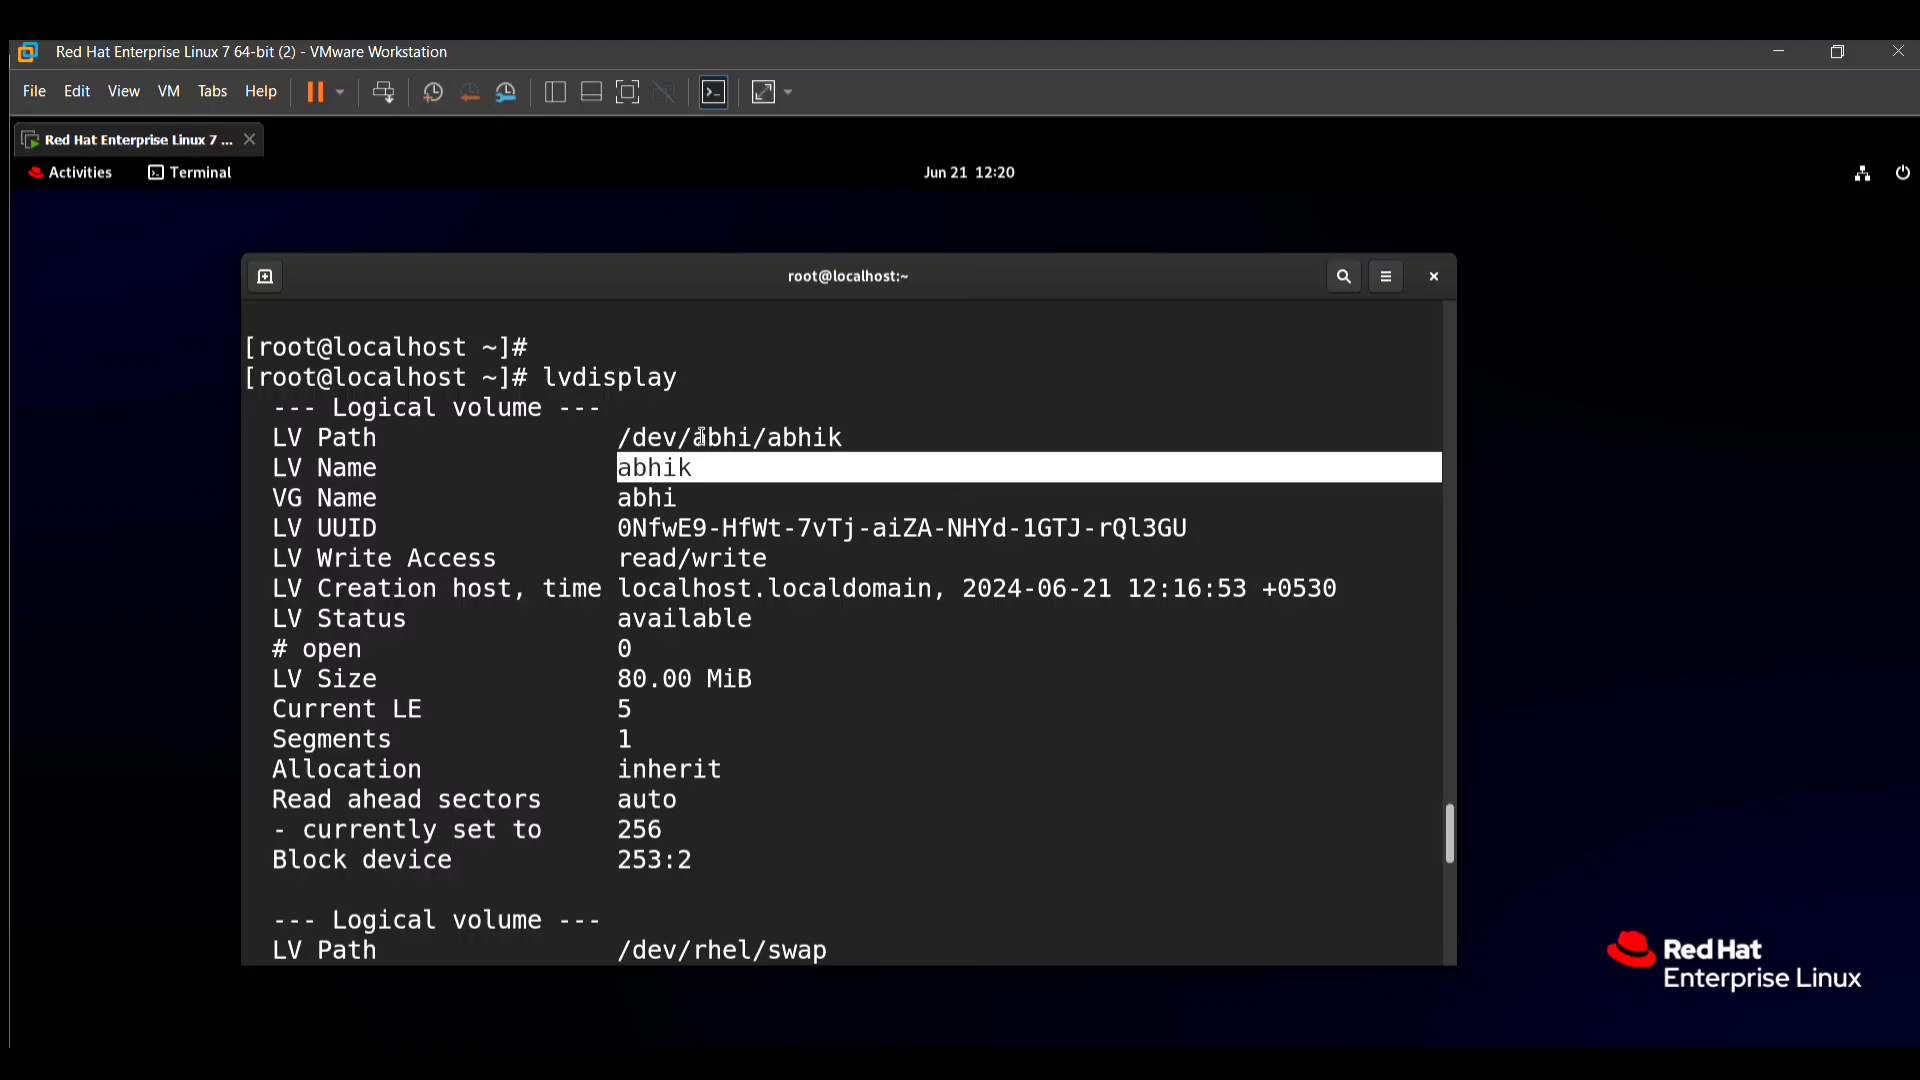 Red Hat Enterprise Linux 7 64-bit (2) - VMware Workstation
File Edit View VM Tabs Help
Red Hat Enterprise Linux 7 ...
Activities Terminal Jun 21 12:20
root@localhost:~
[root@localhost ~]#
[root@localhost ~]# lvdisplay
--- Logical volume ---
LV Path /dev/abhi/abhik
LV Name abhik
VG Name abhi
LV UUID 0NfwE9-HfWt-7vTj-aiZA-NHYd-1GTJ-rQl3GU
LV Write Access read/write
LV Creation host, time localhost.localdomain, 2024-06-21 12:16:53 +0530
LV Status available
# open 0
LV Size 80.00 MiB
Current LE 5
Segments 1
Allocation inherit
Read ahead sectors auto
- currently set to 256
Block device 253:2
--- Logical volume ---
LV Path /dev/rhel/swap
Red Hat
Enterprise Linux